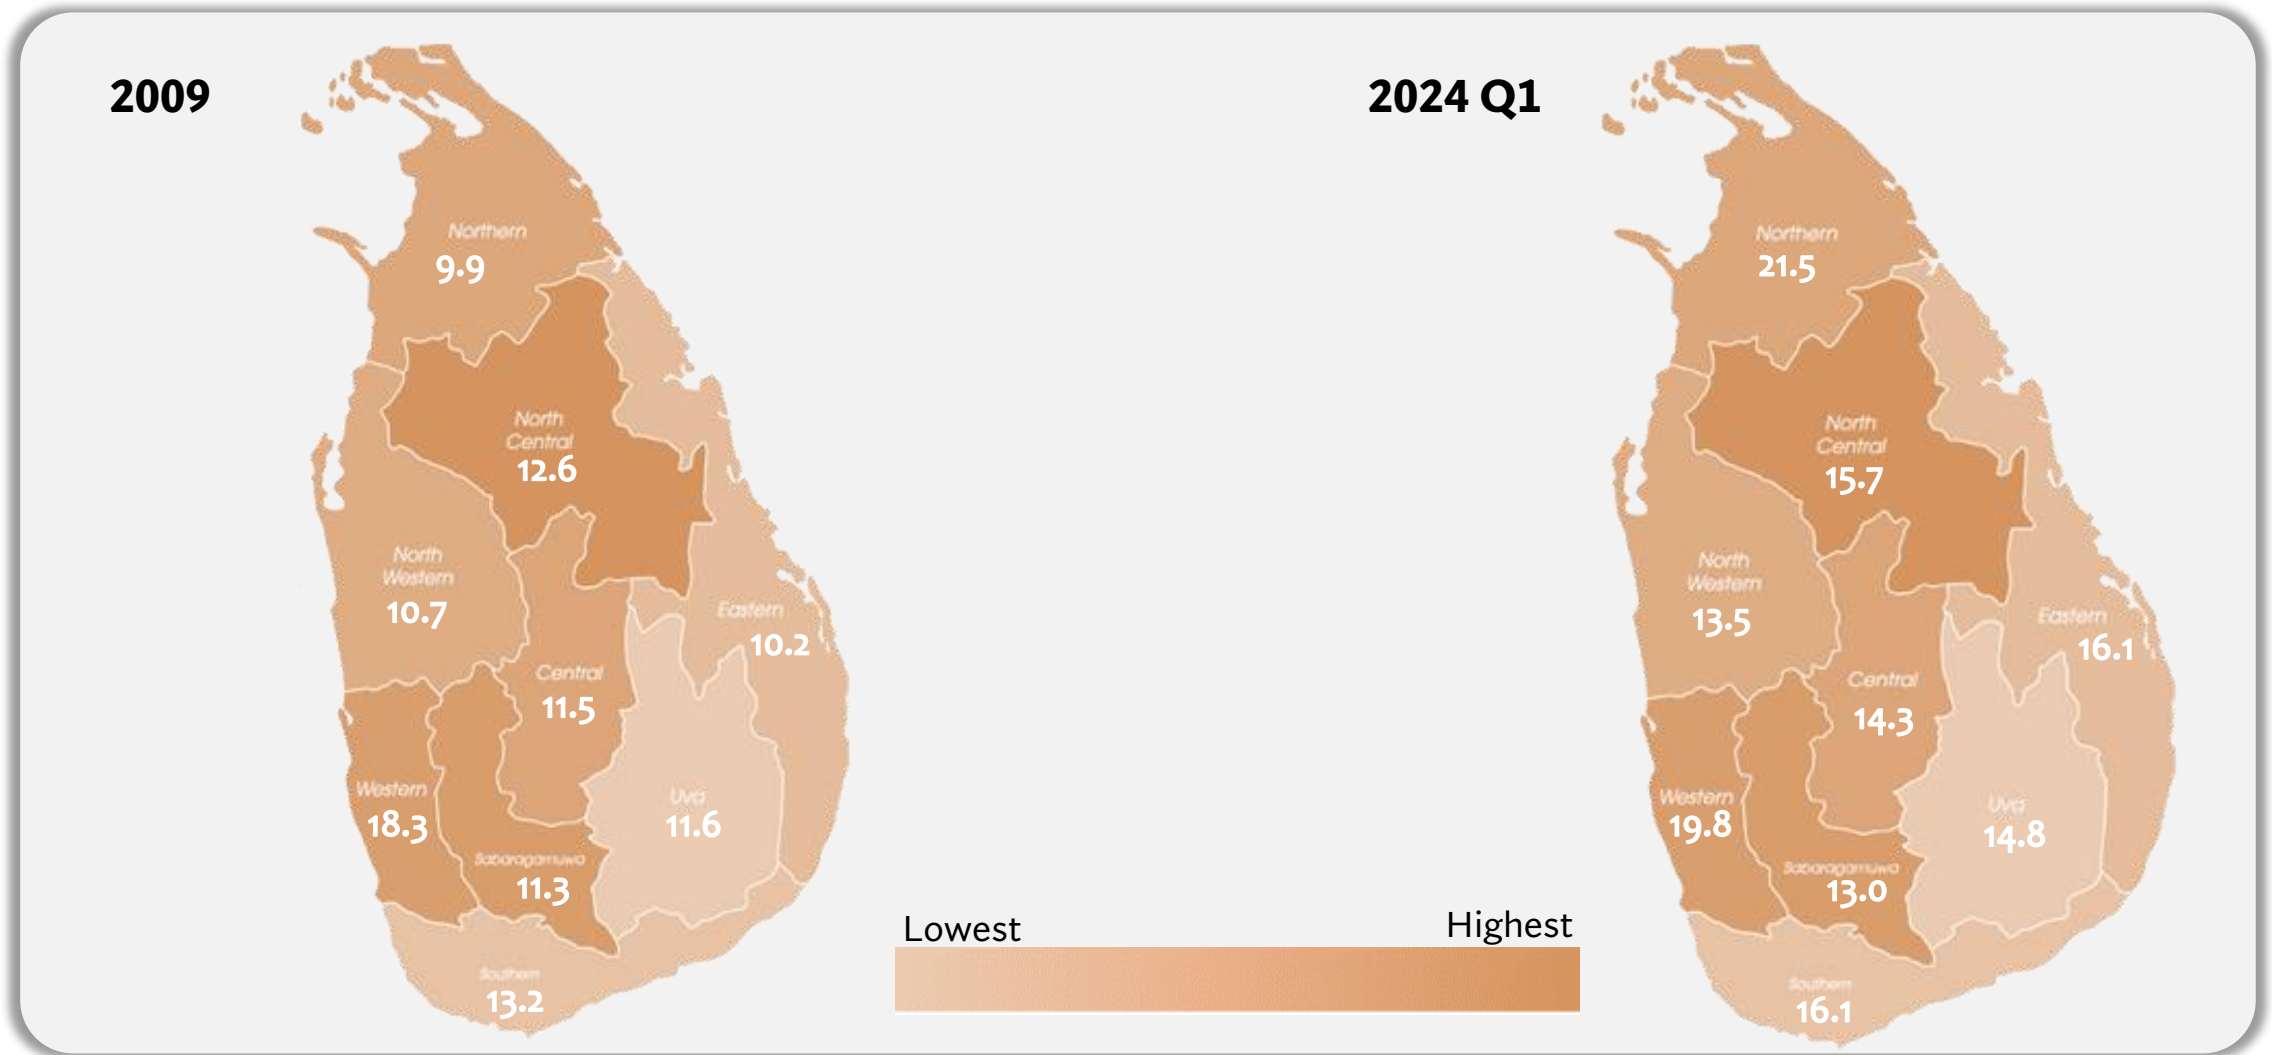 2009
Northern
9.9
North
Central
12.6
North
Western
10.7
Eastern
10.2
Central
11.5
Western
18.3
Uva
11.6
Sabaragamuwa
11.3
Southern
13.2
2024 Q1
Northern
21.5
North
Central
15.7
North
Western
13.5
Eastern
16.1
Central
14.3
Western
19.8
Uva
14.8
Sabaragamuwa
13.0
Southern
16.1
Lowest
Highest